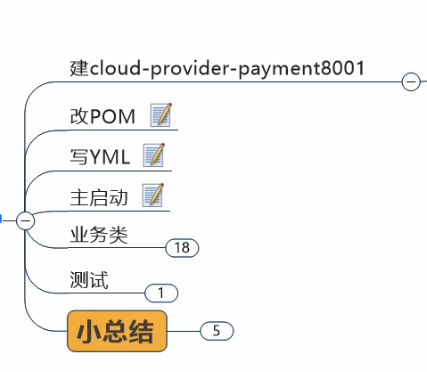 建cloud-provider-payment8001
改POM
写YML
主启动
业务类
18
测试
1
小总结
5